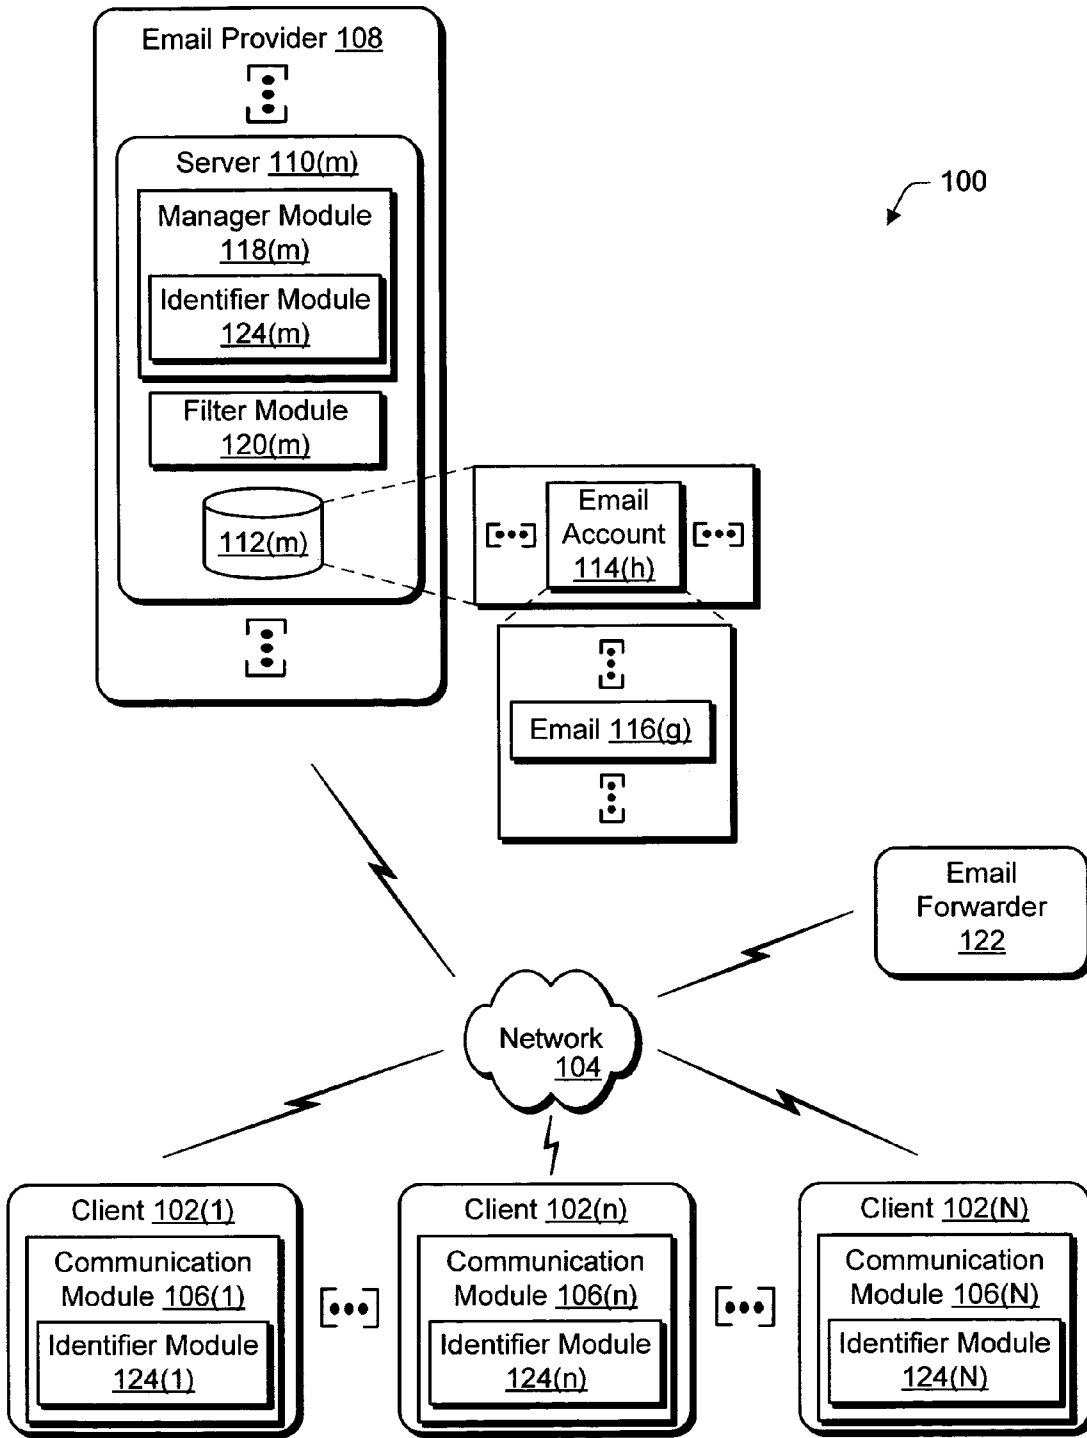 Email Provider 108
Server 110(m)
Manager Module
118(m)
Identifier Module
124(m)
Filter Module
120(m)
112(m)
100
Email
Account
114(h)
Email 116(g)
Email
Forwarder
122
Network
104
Client 102(1)
Communication
Module 106(1)
Identifier Module
124(1)
Client 102(n)
Communication
Module 106(n)
Identifier Module
124(n)
Client 102(N)
Communication
Module 106(N)
Identifier Module
124(N)